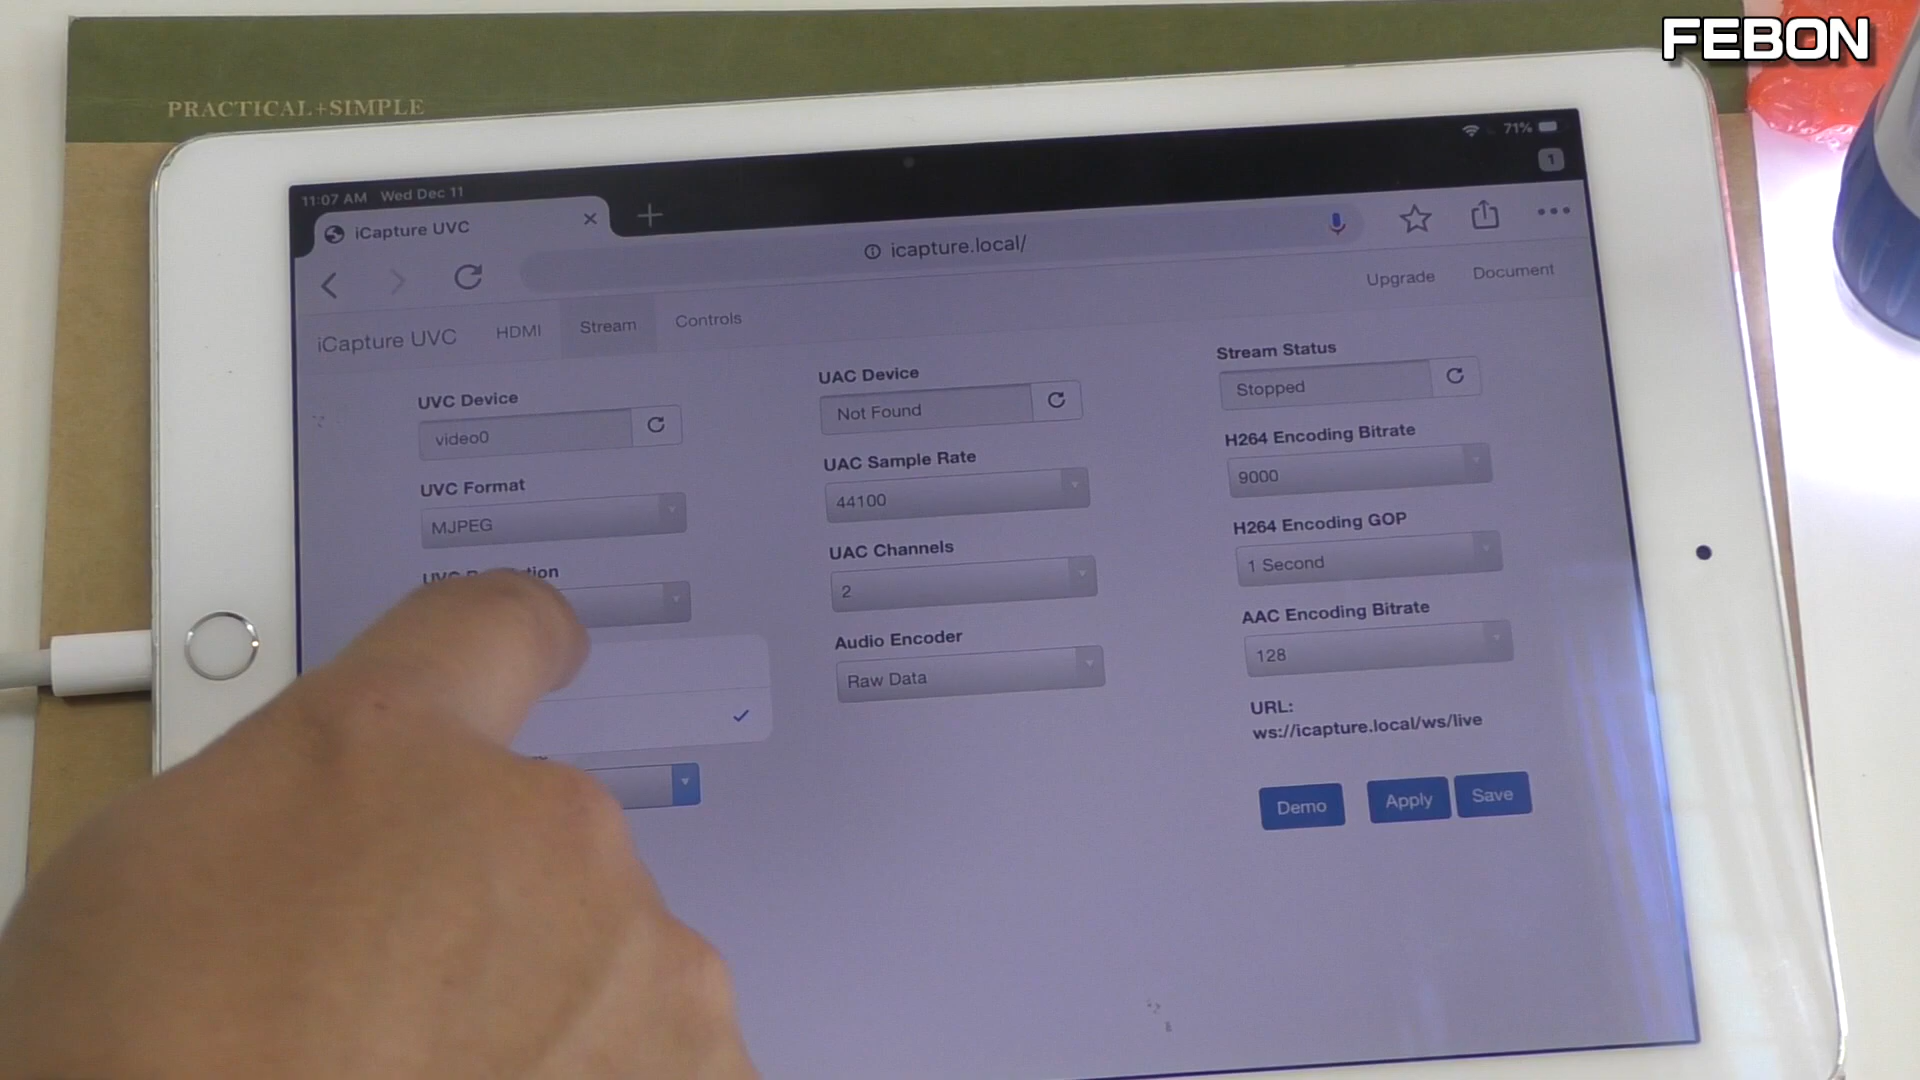 FEBON
PRACTICAL+SIMPLE
71%
11:07 AM Wed Dec 11
1
iCapture UVC
icapture.local/
iCapture UVC
HDMI
Stream
Controls
Upgrade
Document
UVC Device
video0
UVC Format
MJPEG
UVC
UAC Device
Not Found
UAC Sample Rate
44100
UAC Channels
2
Audio Encoder
Raw Data
Stream Status
Stopped
H264 Encoding Bitrate
9000
H264 Encoding GOP
1 Second
AAC Encoding Bitrate
128
URL:
ws://icapture.local/ws/live
Demo
Apply
Save